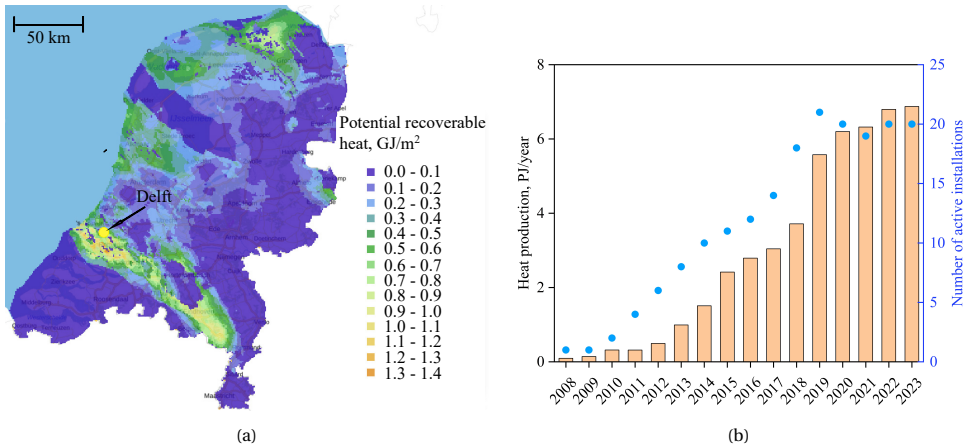 50 km
Potential recoverable
heat, GJ/m²
0.0 - 0.1
0.1 - 0.2
0.2 - 0.3
0.3 - 0.4
0.4 - 0.5
0.5 - 0.6
0.6 - 0.7
0.7 - 0.8
0.8 - 0.9
0.9 - 1.0
1.0 - 1.1
1.1 - 1.2
1.2 - 1.3
1.3 - 1.4
Delft
(a)
Heat production, PJ/year
8
6
4
2
0
2008
2009
2010
2011
2012
2013
2014
2015
2016
2017
2018
2019
2020
2021
2022
2023
25
20
15
10
5
0
Number of active installations
(b)